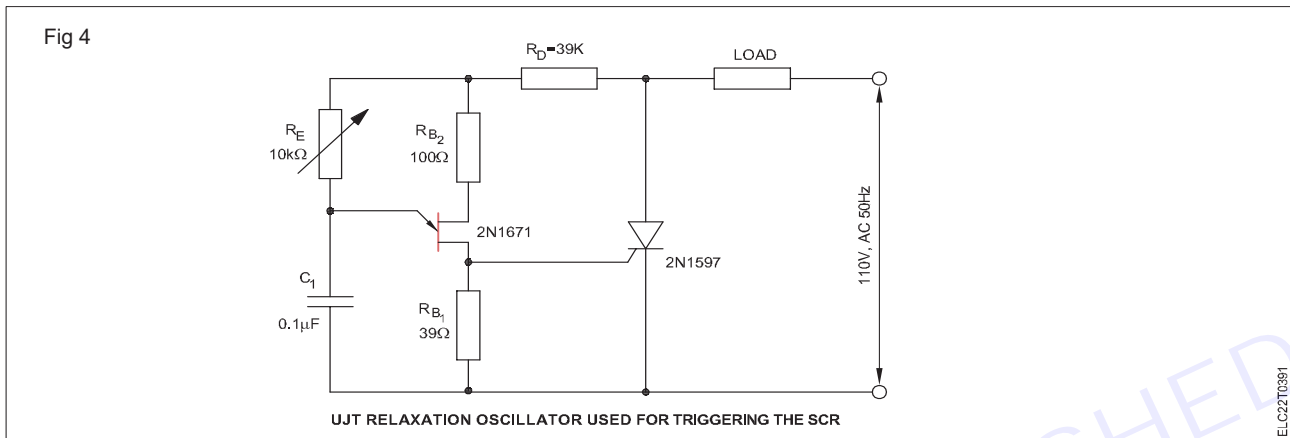 Fig 4
R_D=39K
LOAD
R_E
10kΩ
R_B2
100Ω
2N1671
2N1597
110V, AC 50Hz
C1
0.1µF
R_B1
39Ω
UJT RELAXATION OSCILLATOR USED FOR TRIGGERING THE SCR
ELC22T0391